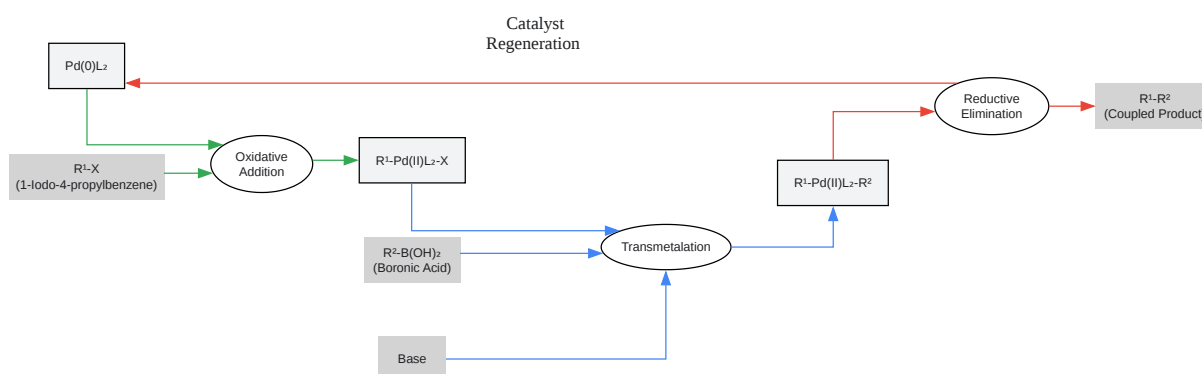 Catalyst
Regeneration
Pd(0)L₂
R¹-X
(1-Iodo-4-propylbenzene)
Oxidative
Addition
R¹-Pd(II)L₂-X
R²-B(OH)₂
(Boronic Acid)
Base
Transmetalation
R¹-Pd(II)L₂-R²
Reductive
Elimination
R¹-R²
(Coupled Product